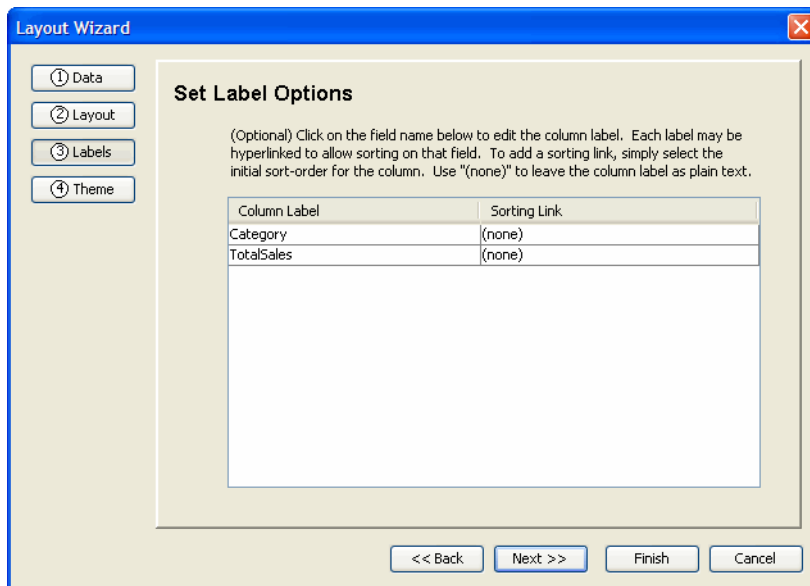 Layout Wizard
① Data
② Layout
③ Labels
④ Theme
Set Label Options
(Optional) Click on the field name below to edit the column label. Each label may be
hyperlinked to allow sorting on that field. To add a sorting link, simply select the
initial sort-order for the column. Use "(none)" to leave the column label as plain text.
Column Label Sorting Link
Category (none)
TotalSales (none)
<< Back Next >> Finish Cancel